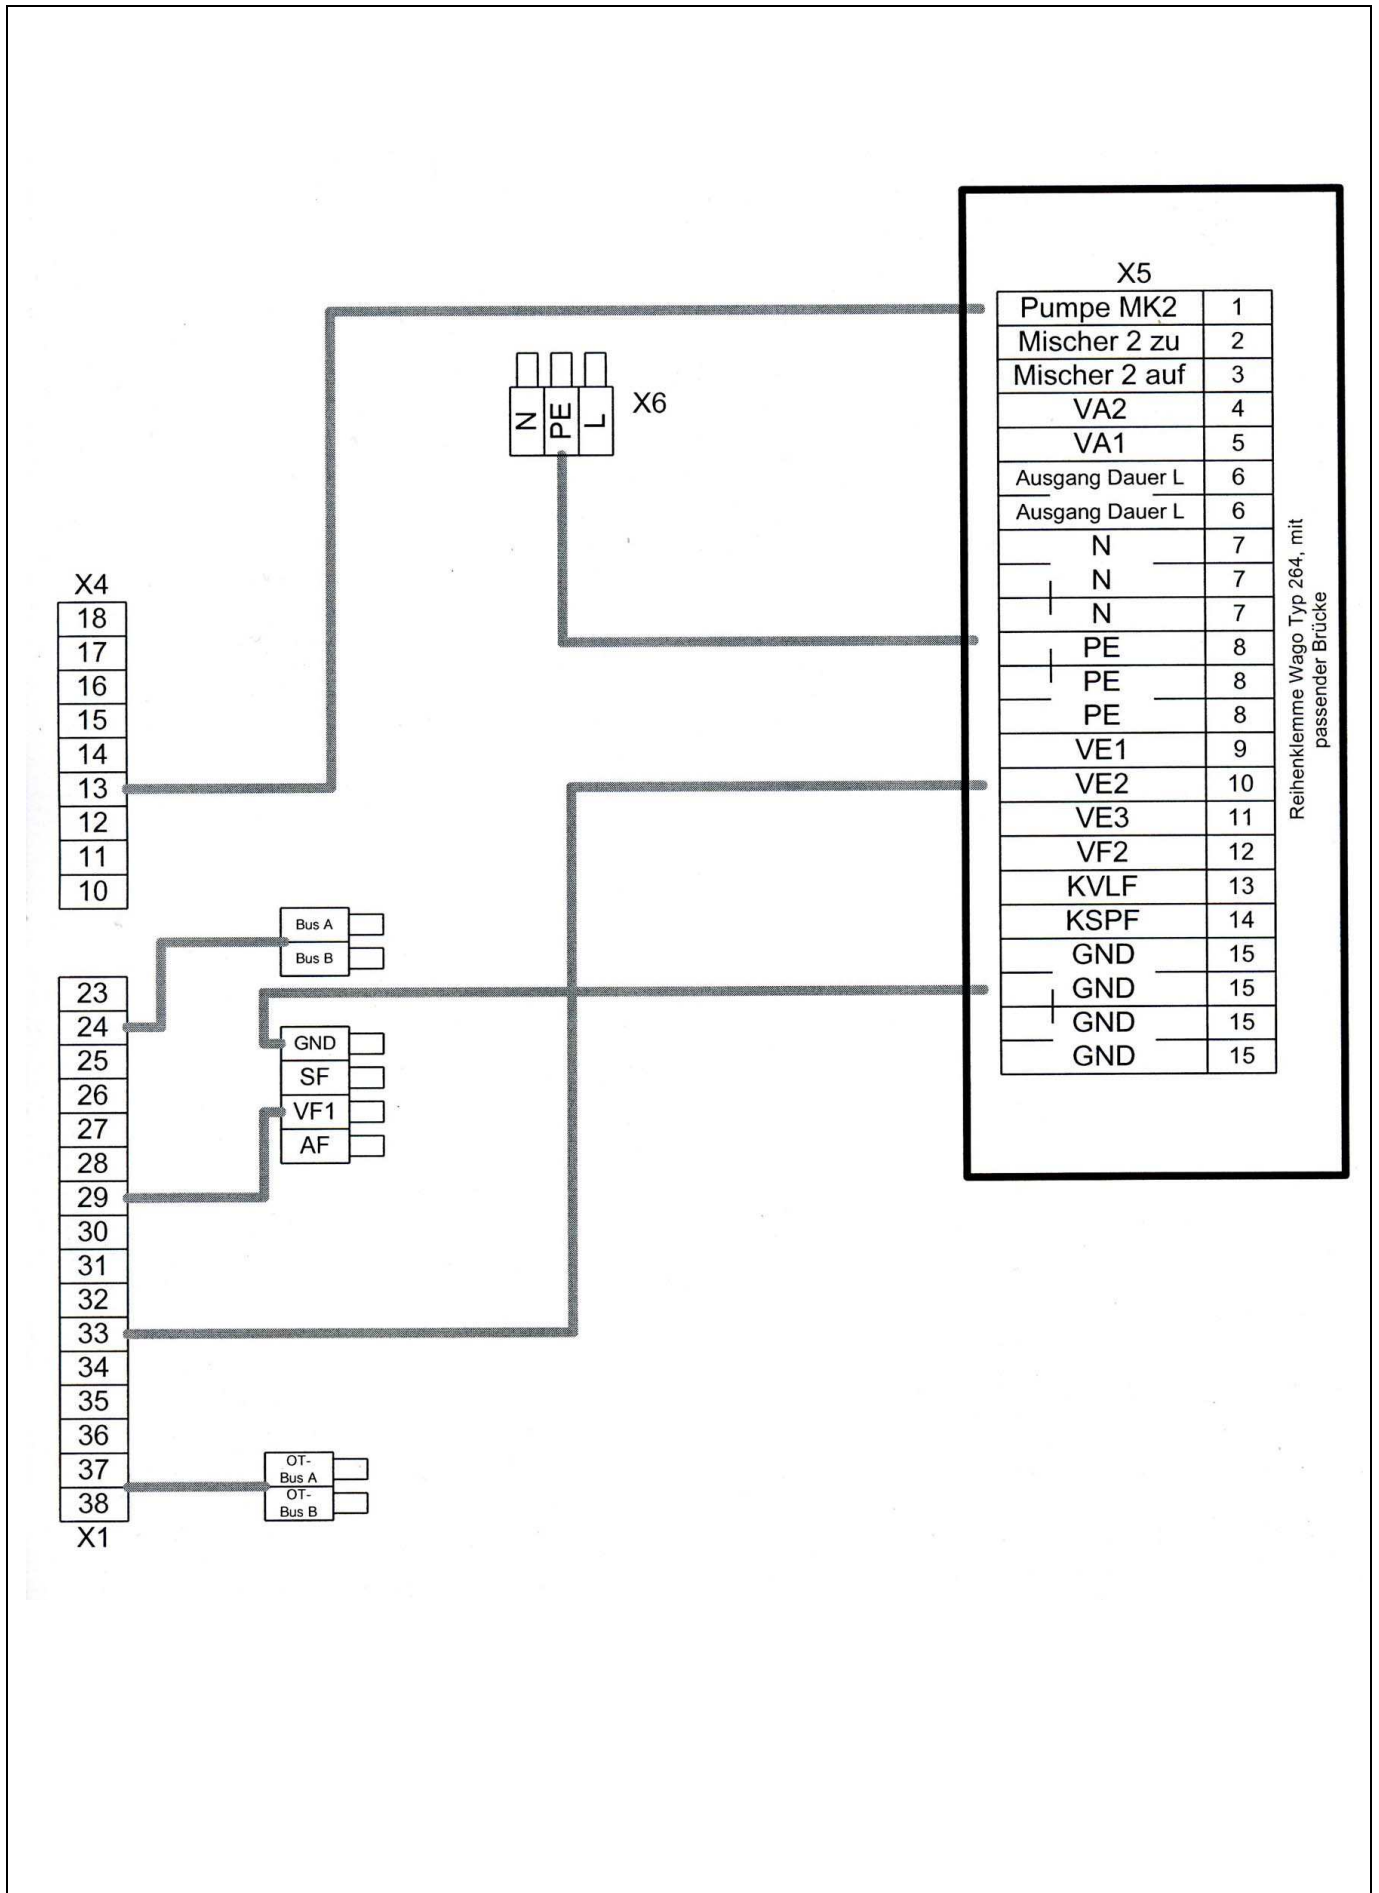 X5
Pumpe MK2 1
Mischer 2 zu 2
Mischer 2 auf 3
VA2 4
VA1 5
Ausgang Dauer L 6
Ausgang Dauer L 6
N 7
N 7
N 7
PE 8
PE 8
PE 8
VE1 9
VE2 10
VE3 11
VF2 12
KVLF 13
KSPF 14
GND 15
GND 15
GND 15
GND 15
Reihenklemme Wago Typ 264, mit
passender Brücke
N PE L
X6
X4
18
17
16
15
14
13
12
11
10
Bus A
Bus B
23
24
25
26
27
28
29
30
31
32
33
34
35
36
37
38
X1
GND
SF
VF1
AF
OT-
Bus A
OT-
Bus B